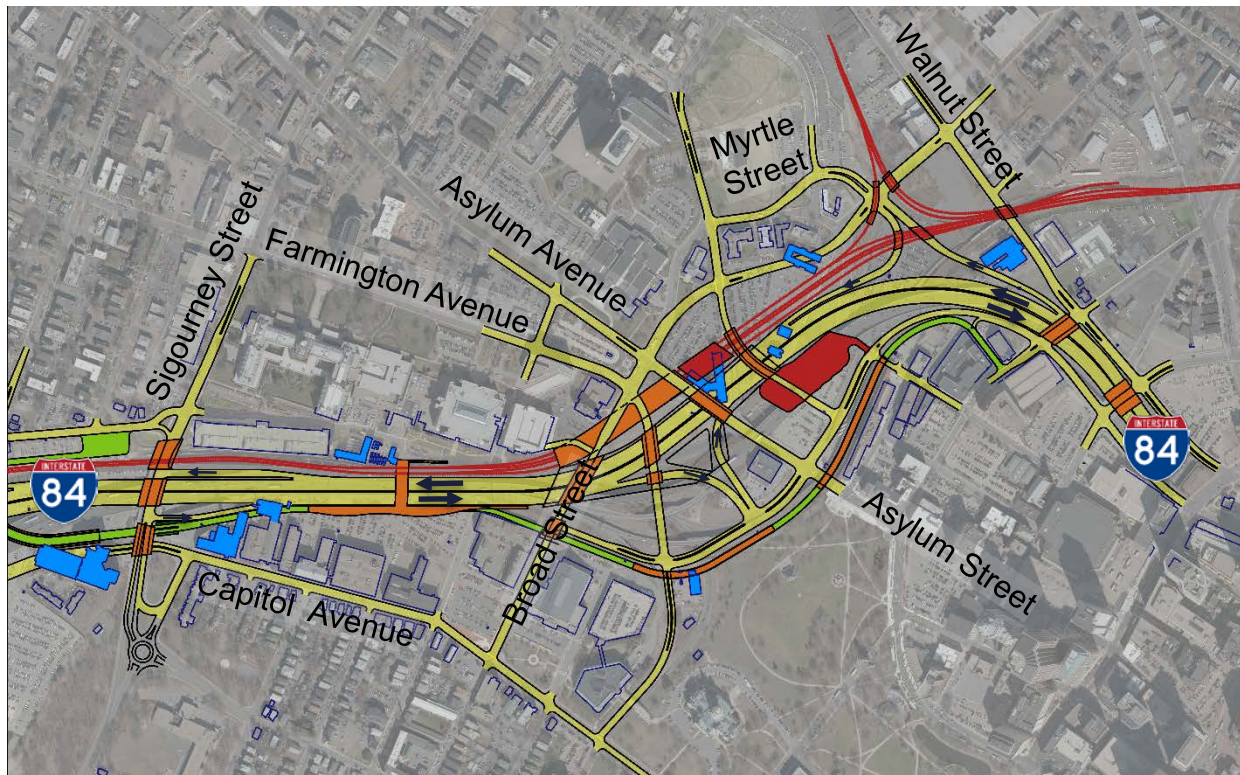 Walnut Street
Myrtle
Street
Asylum Avenue
Farmington Avenue
Sigourney Street
INTERSTATE
84
INTERSTATE
84
Broad Street
Asylum Street
Capitol Avenue